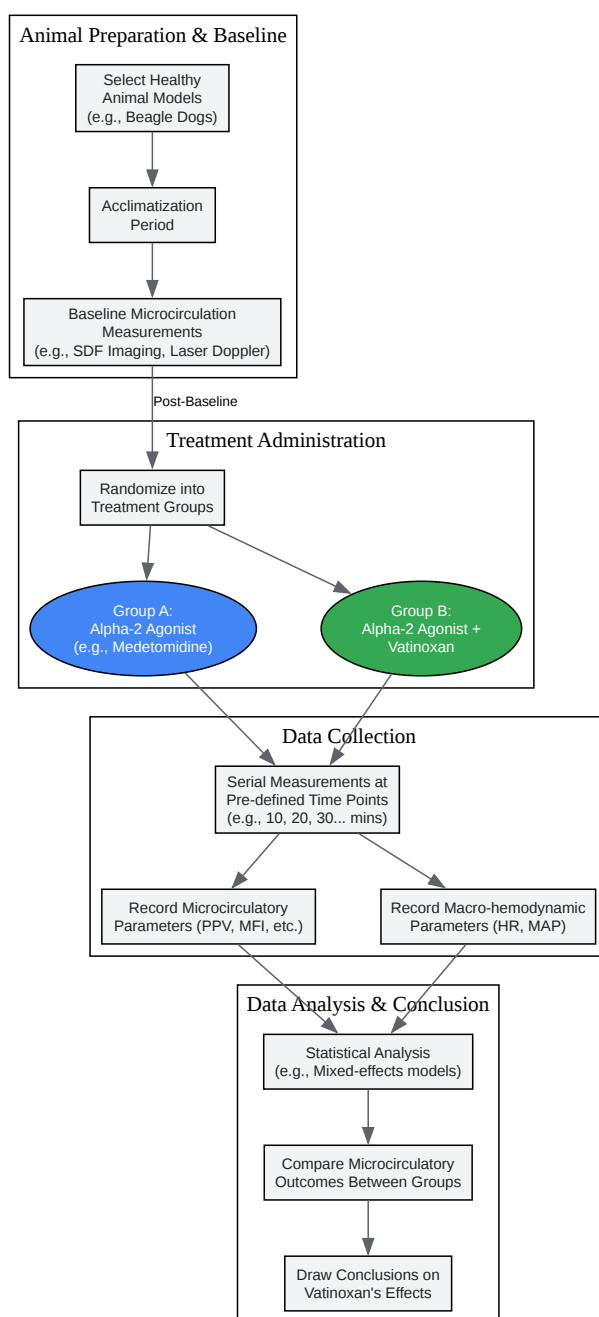 Animal Preparation & Baseline
Select Healthy
Animal Models
(e.g., Beagle Dogs)
Acclimatization
Period
Baseline Microcirculation
Measurements
(e.g., SDF Imaging, Laser Doppler)
Post-Baseline
Treatment Administration
Randomize into
Treatment Groups
Group A:
Alpha-2 Agonist
(e.g., Medetomidine)
Group B:
Alpha-2 Agonist +
Vatinoxan
Data Collection
Serial Measurements at
Pre-defined Time Points
(e.g., 10, 20, 30... mins)
Record Microcirculatory
Parameters (PPV, MFI, etc.)
Record Macro-hemodynamic
Parameters (HR, MAP)
Data Analysis & Conclusion
Statistical Analysis
(e.g., Mixed-effects models)
Compare Microcirculatory
Outcomes Between Groups
Draw Conclusions on
Vatinoxan's Effects